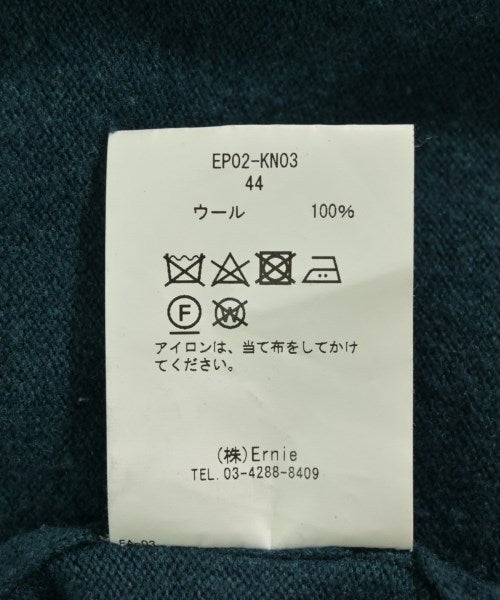 EP02-KN03
44
ウール 100%
F W
アイロンは、当て布をしてかけ
てください。
(株)Ernie
TEL.03-4288-8409